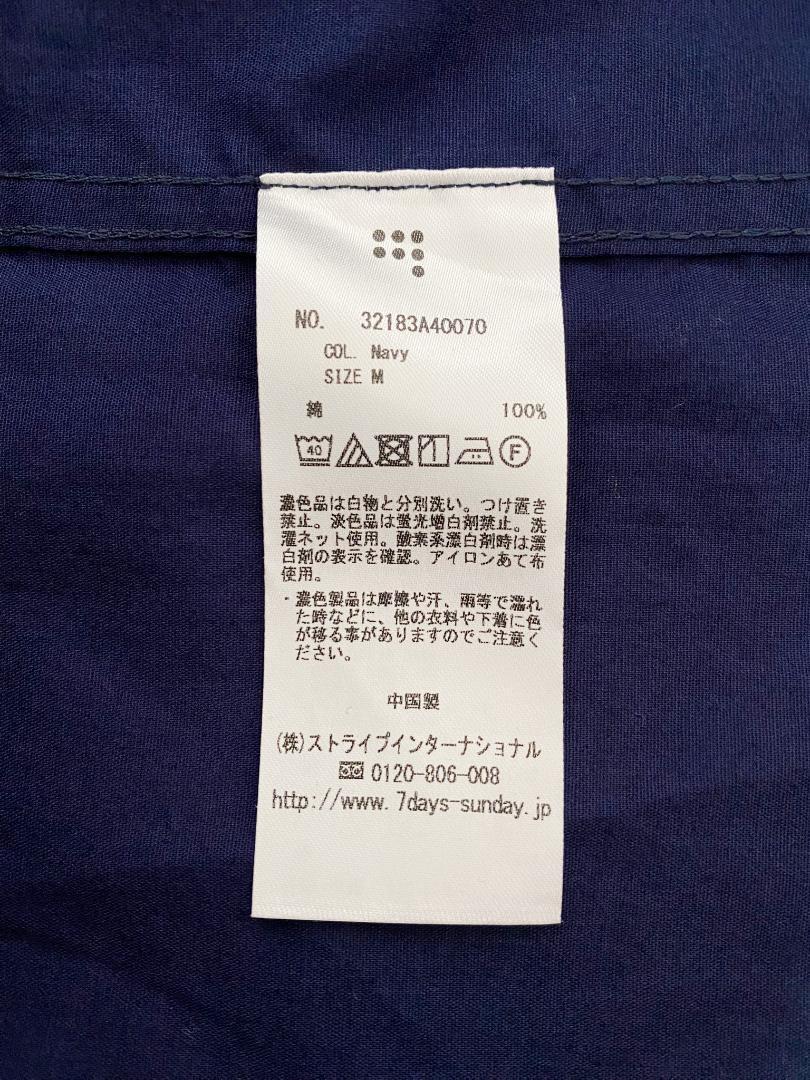 NO. 32183A40070
COL. Navy
SIZE M
綿 100%
40 F
濃色品は白物と分別洗い。つけ置き
禁止。淡色品は蛍光増白剤禁止。洗
濯ネット使用。酸素系漂白剤時は漂
白剤の表示を確認。アイロンあて布
使用。
・濃色製品は摩擦や汗、雨等で濡れ
た時などに、他の衣料や下着に色
が移る事がありますのでご注意く
ださい。
中国製
(株)ストライプインターナショナル
0120-806-008
http://www.7days-sunday.jp